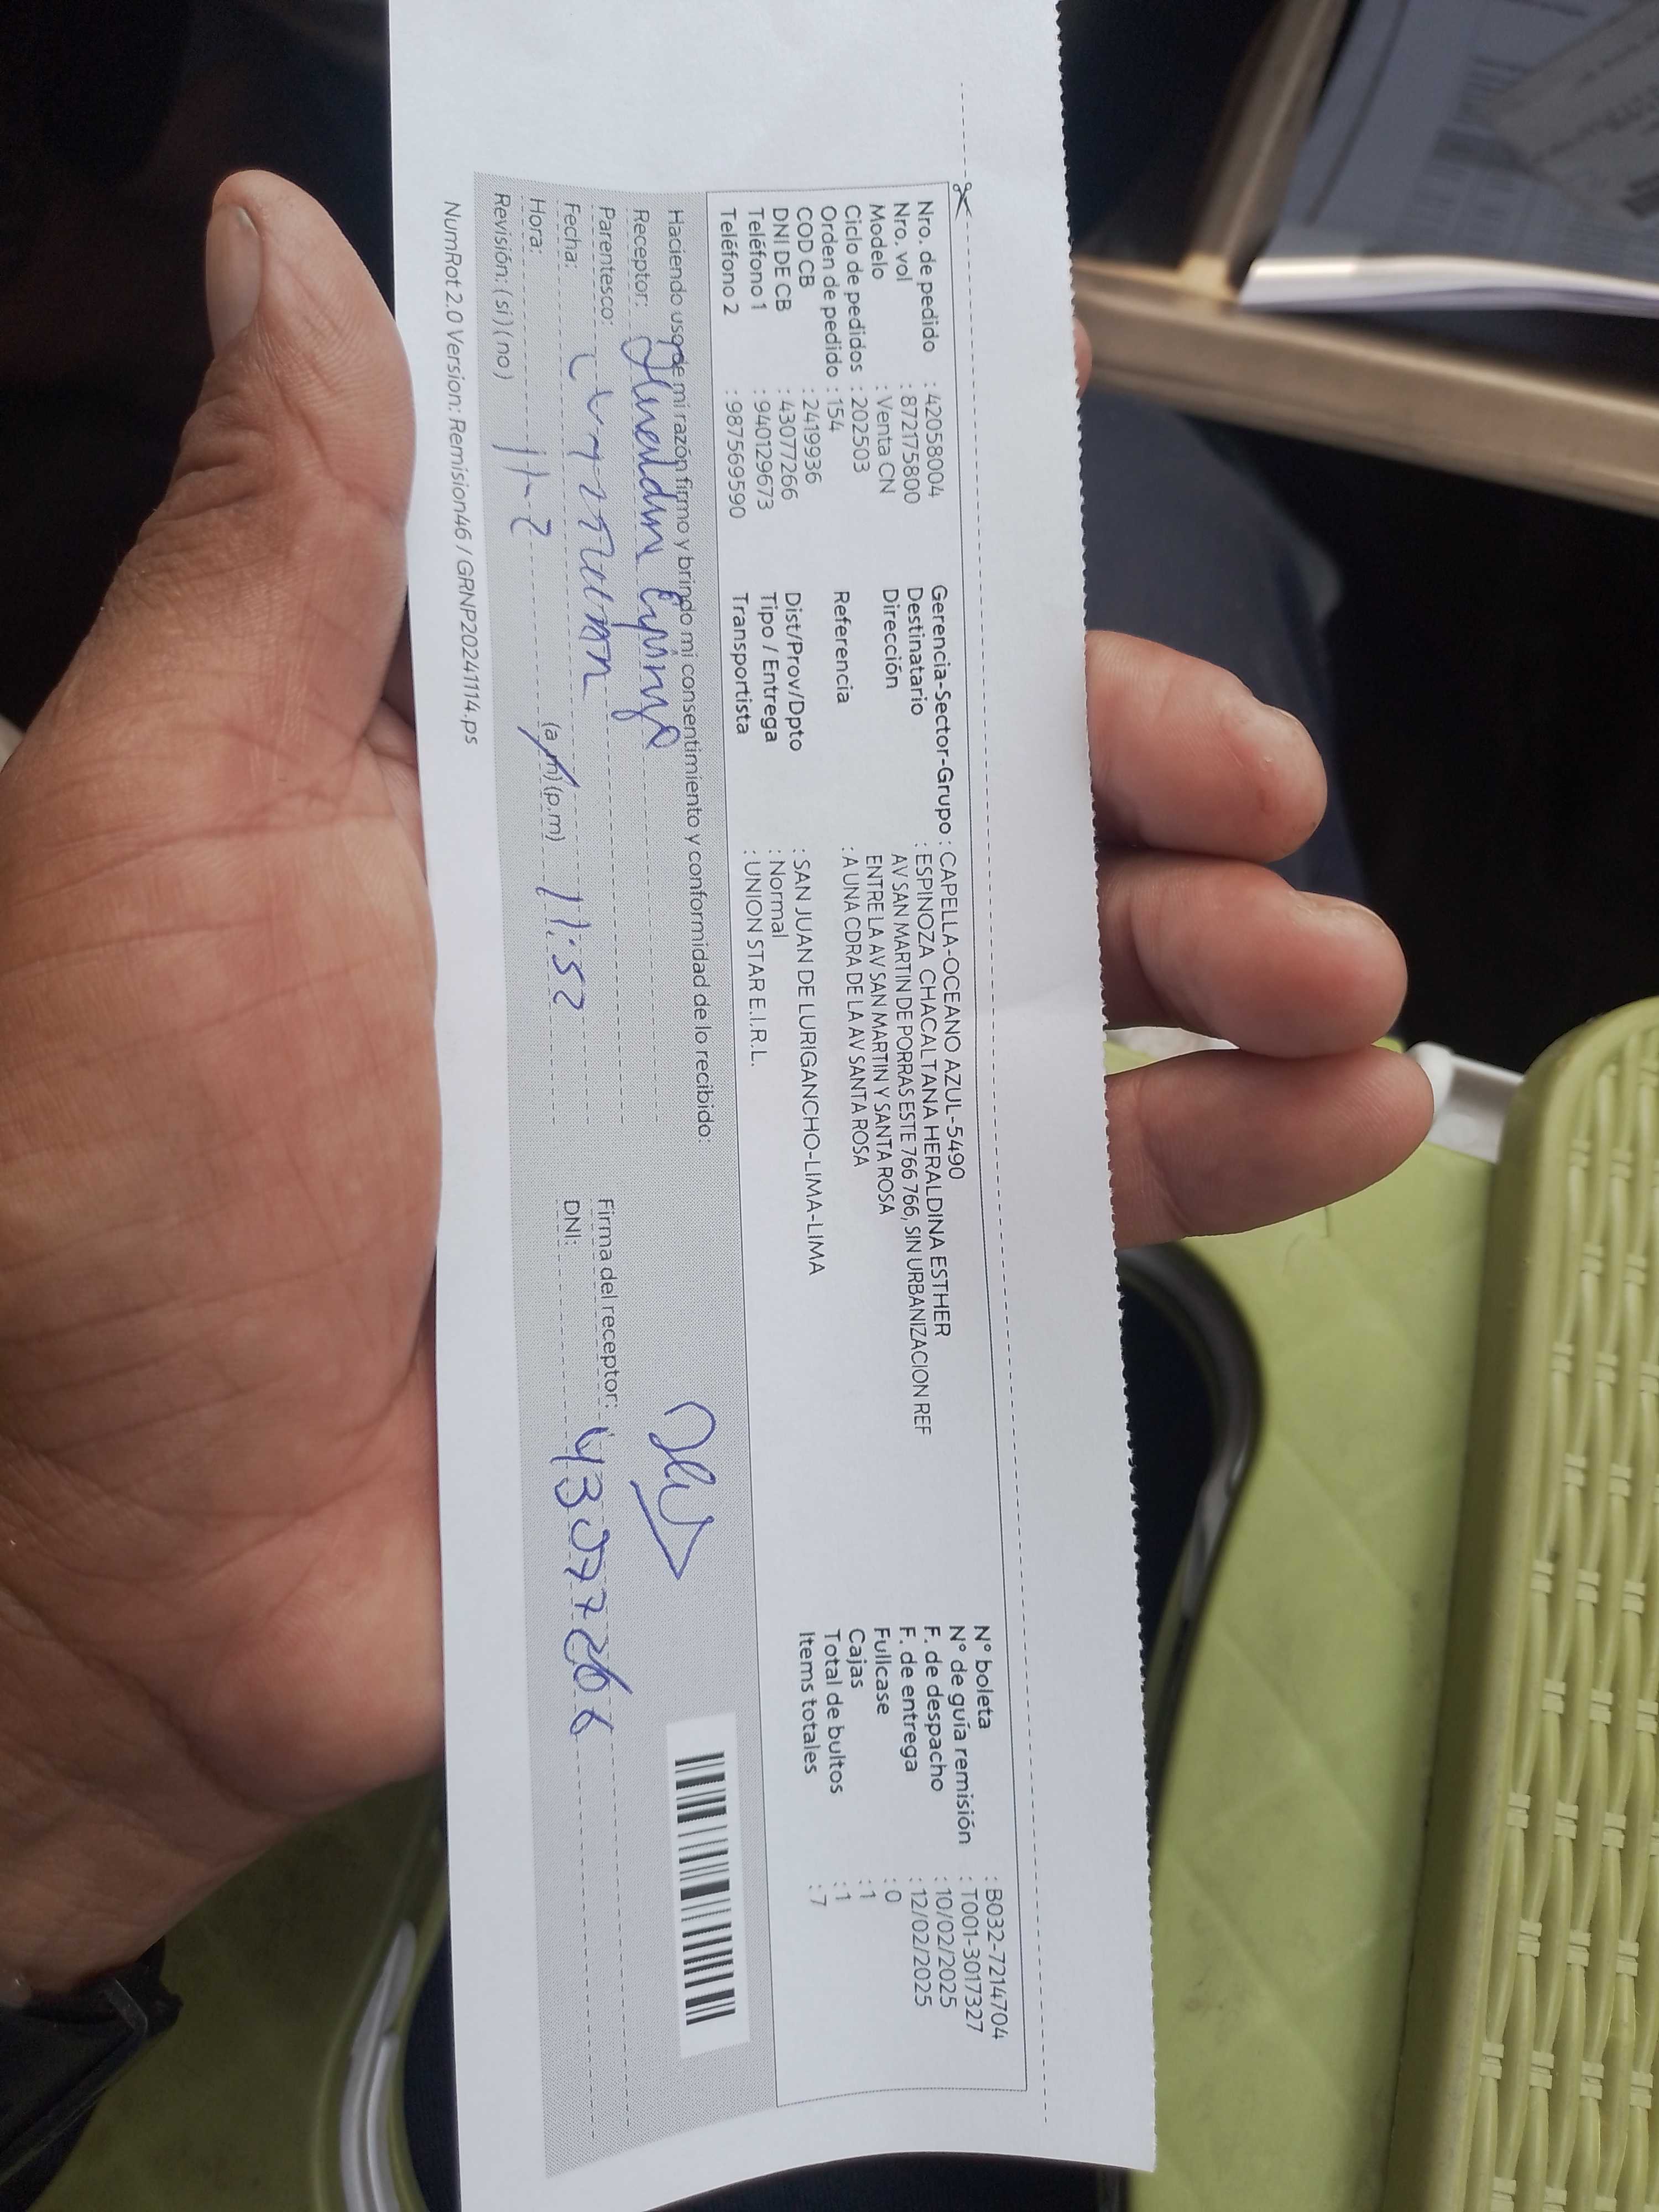 Nro. de pedido : 42058004
Nro. vol : 872175800
Modelo : Venta CN
Ciclo de pedidos : 202503
Orden de pedido : 154
COD CB : 2419936
DNI DE CB : 43077266
Teléfono 1 : 940129673
Teléfono 2 : 987569590
Gerencia-Sector-Grupo : CAPELLA-OCEANO AZUL-5490
Destinatario : ESPINOZA CHACALTANA HERALDINA ESTHER
Dirección AV SAN MARTIN DE PORRAS ESTE 766 766, SIN URBANIZACION REF
ENTRE LA AV SAN MARTIN Y SANTA ROSA
Referencia : A UNA CDRA DE LA AV SANTA ROSA
Dist/Prov/Dpto : SAN JUAN DE LURIGANCHO-LIMA-LIMA
Tipo / Entrega : Normal
Transportista : UNION STAR E.I.R.L.
N° boleta : B032-7214704
N° de guía remisión : T001-3017327
F. de despacho : 10/02/2025
F. de entrega : 12/02/2025
Fullcase : 0
Cajas : 1
Total de bultos : 1
Items totales : 7
Haciendo uso de mi razón firmo y brindo mi consentimiento y conformidad de lo recibido:
Receptor:
Parentesco:
Fecha: 11-2
Hora: (a.m) (p.m) 11:52
Revisión: (si) (no)
Firma del receptor:
DNI: 43077266
NumRot 2.0 Version: Remision46 / GRNP20241114.ps